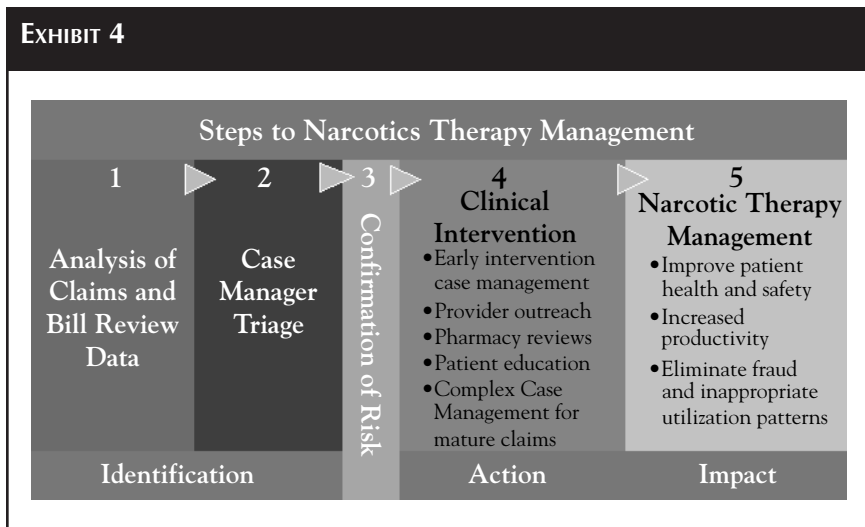 EXHIBIT 4
Steps to Narcotics Therapy Management
1
Analysis of
Claims and
Bill Review
Data
2
Case
Manager
Triage
3
Confirmation of Risk
4
Clinical
Intervention
•Early intervention
case management
•Provider outreach
•Pharmacy reviews
•Patient education
•Complex Case
Management for
mature claims
5
Narcotic Therapy
Management
•Improve patient
health and safety
•Increased
productivity
•Eliminate fraud
and inappropriate
utilization patterns
Identification
Action
Impact